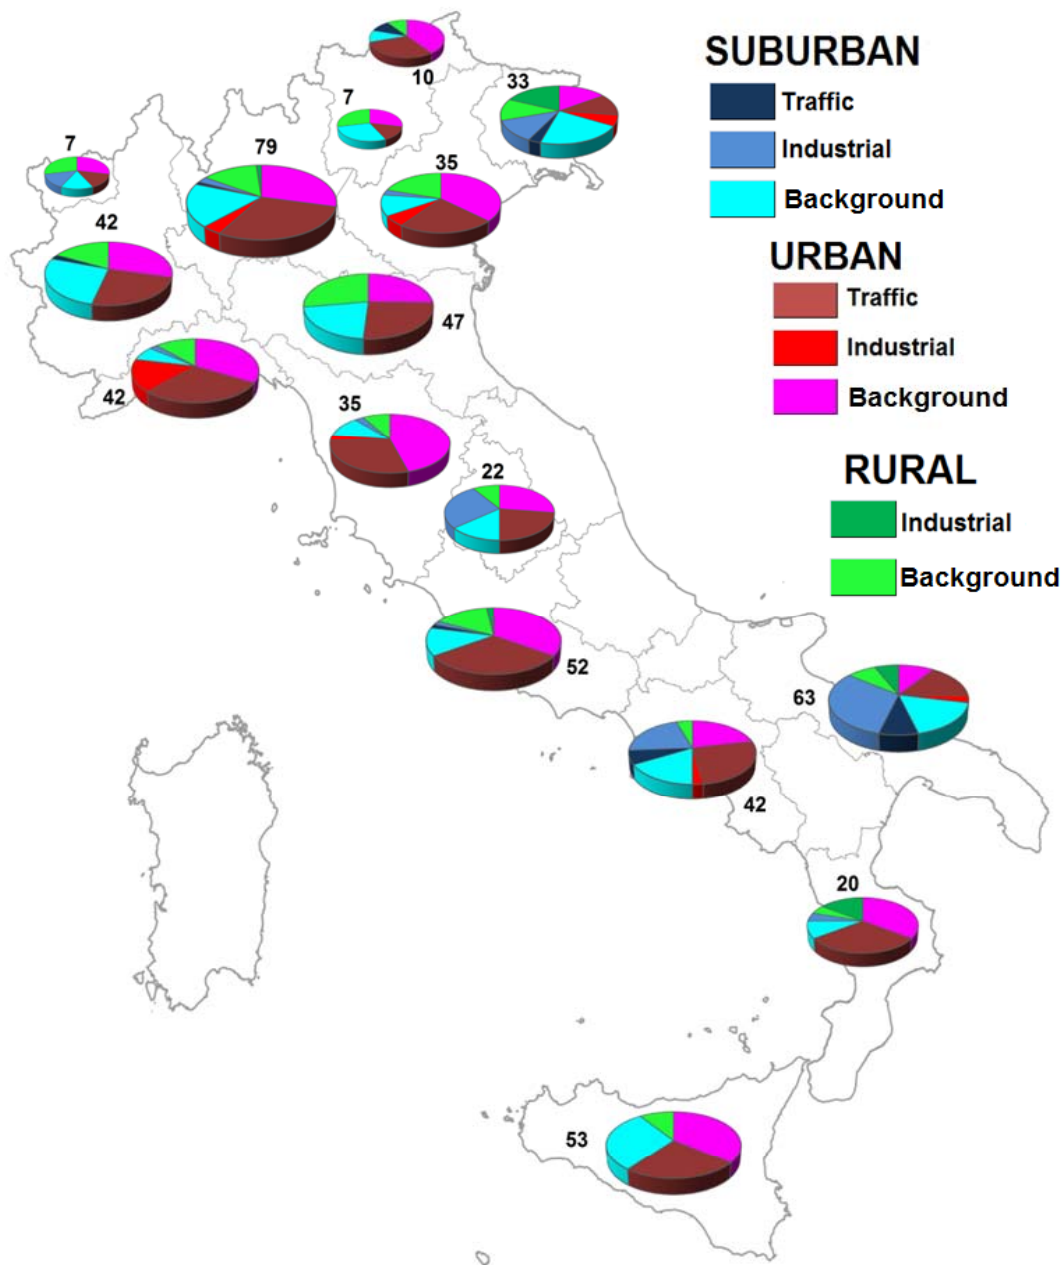 SUBURBAN
Traffic
Industrial
Background
URBAN
Traffic
Industrial
Background
RURAL
Industrial
Background
10
33
7
7
79
35
42
47
42
35
22
52
63
42
20
53